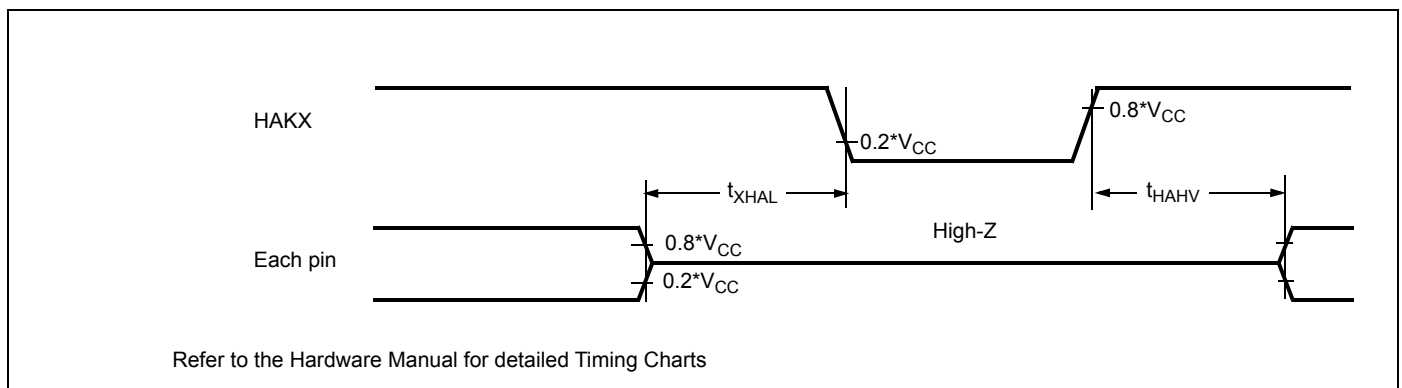 HAKX
0.8*VCC
0.2*VCC
tXHAL
tHAHV
High-Z
Each pin
0.8*VCC
0.2*VCC
Refer to the Hardware Manual for detailed Timing Charts